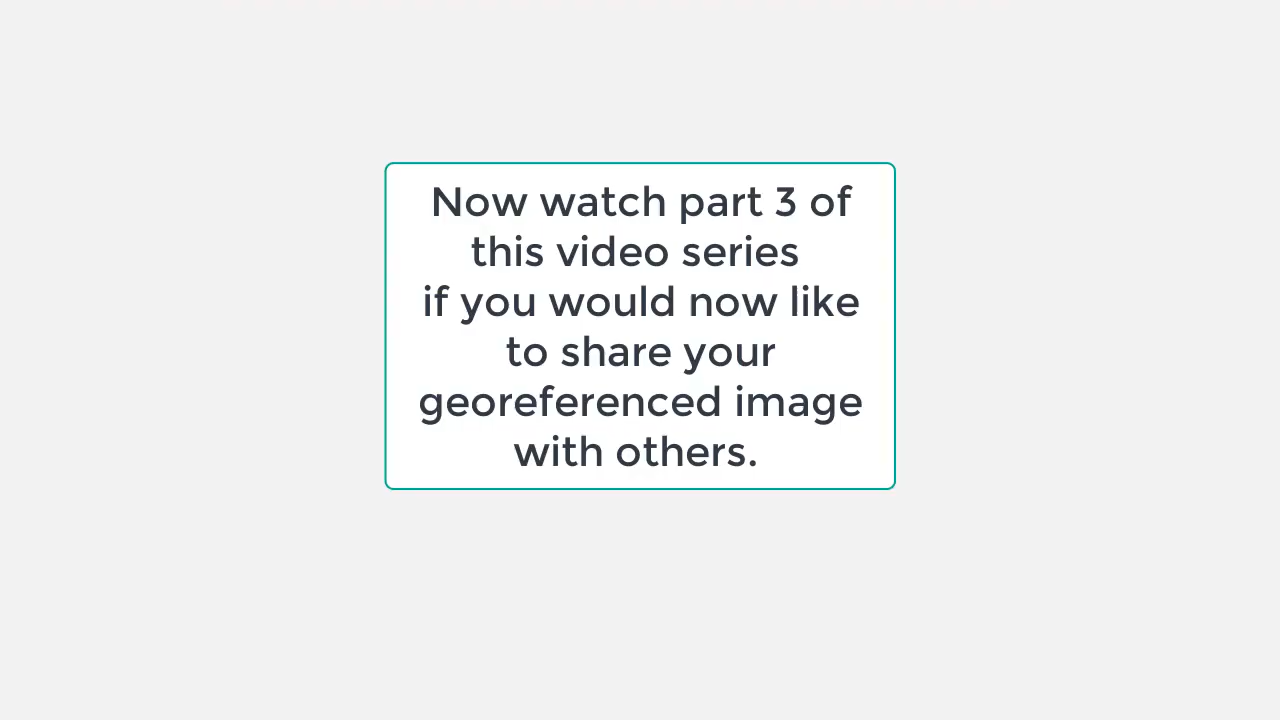 Now watch part 3 of
this video series
if you would now like
to share your
georeferenced image
with others.